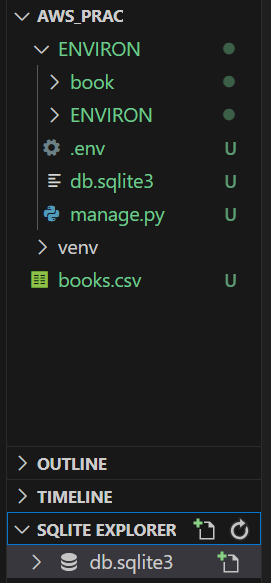 AWS_PRAC
ENVIRON
book
ENVIRON
.env U
db.sqlite3 U
manage.py U
venv
books.csv U
OUTLINE
TIMELINE
SQLITE EXPLORER
db.sqlite3